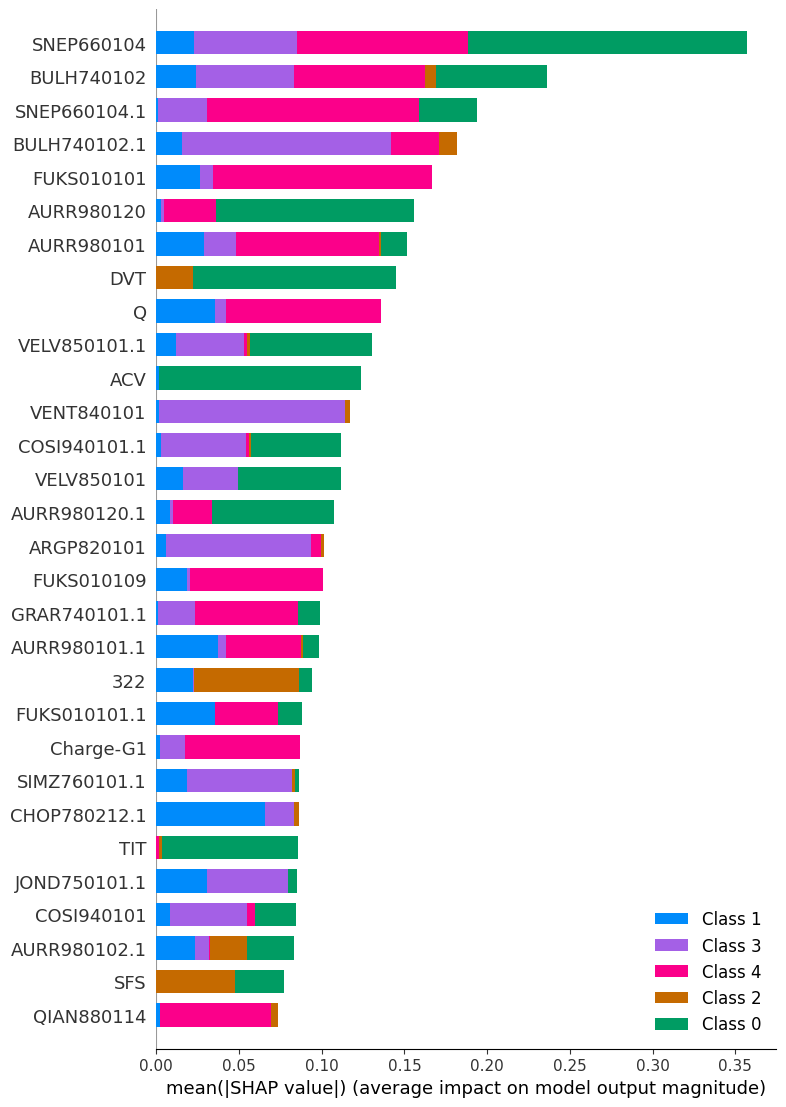 SNEP660104
BULH740102
SNEP660104.1
BULH740102.1
FUKS010101
AURR980120
AURR980101
DVT
Q
VELV850101.1
ACV
VENT840101
COSI940101.1
VELV850101
AURR980120.1
ARGP820101
FUKS010109
GRAR740101.1
AURR980101.1
322
FUKS010101.1
Charge-G1
SIMZ760101.1
CHOP780212.1
TIT
JOND750101.1
COSI940101
AURR980102.1
SFS
QIAN880114
Class 1
Class 3
Class 4
Class 2
Class 0
0.00 0.05 0.10 0.15 0.20 0.25 0.30 0.35
mean(|SHAP value|) (average impact on model output magnitude)